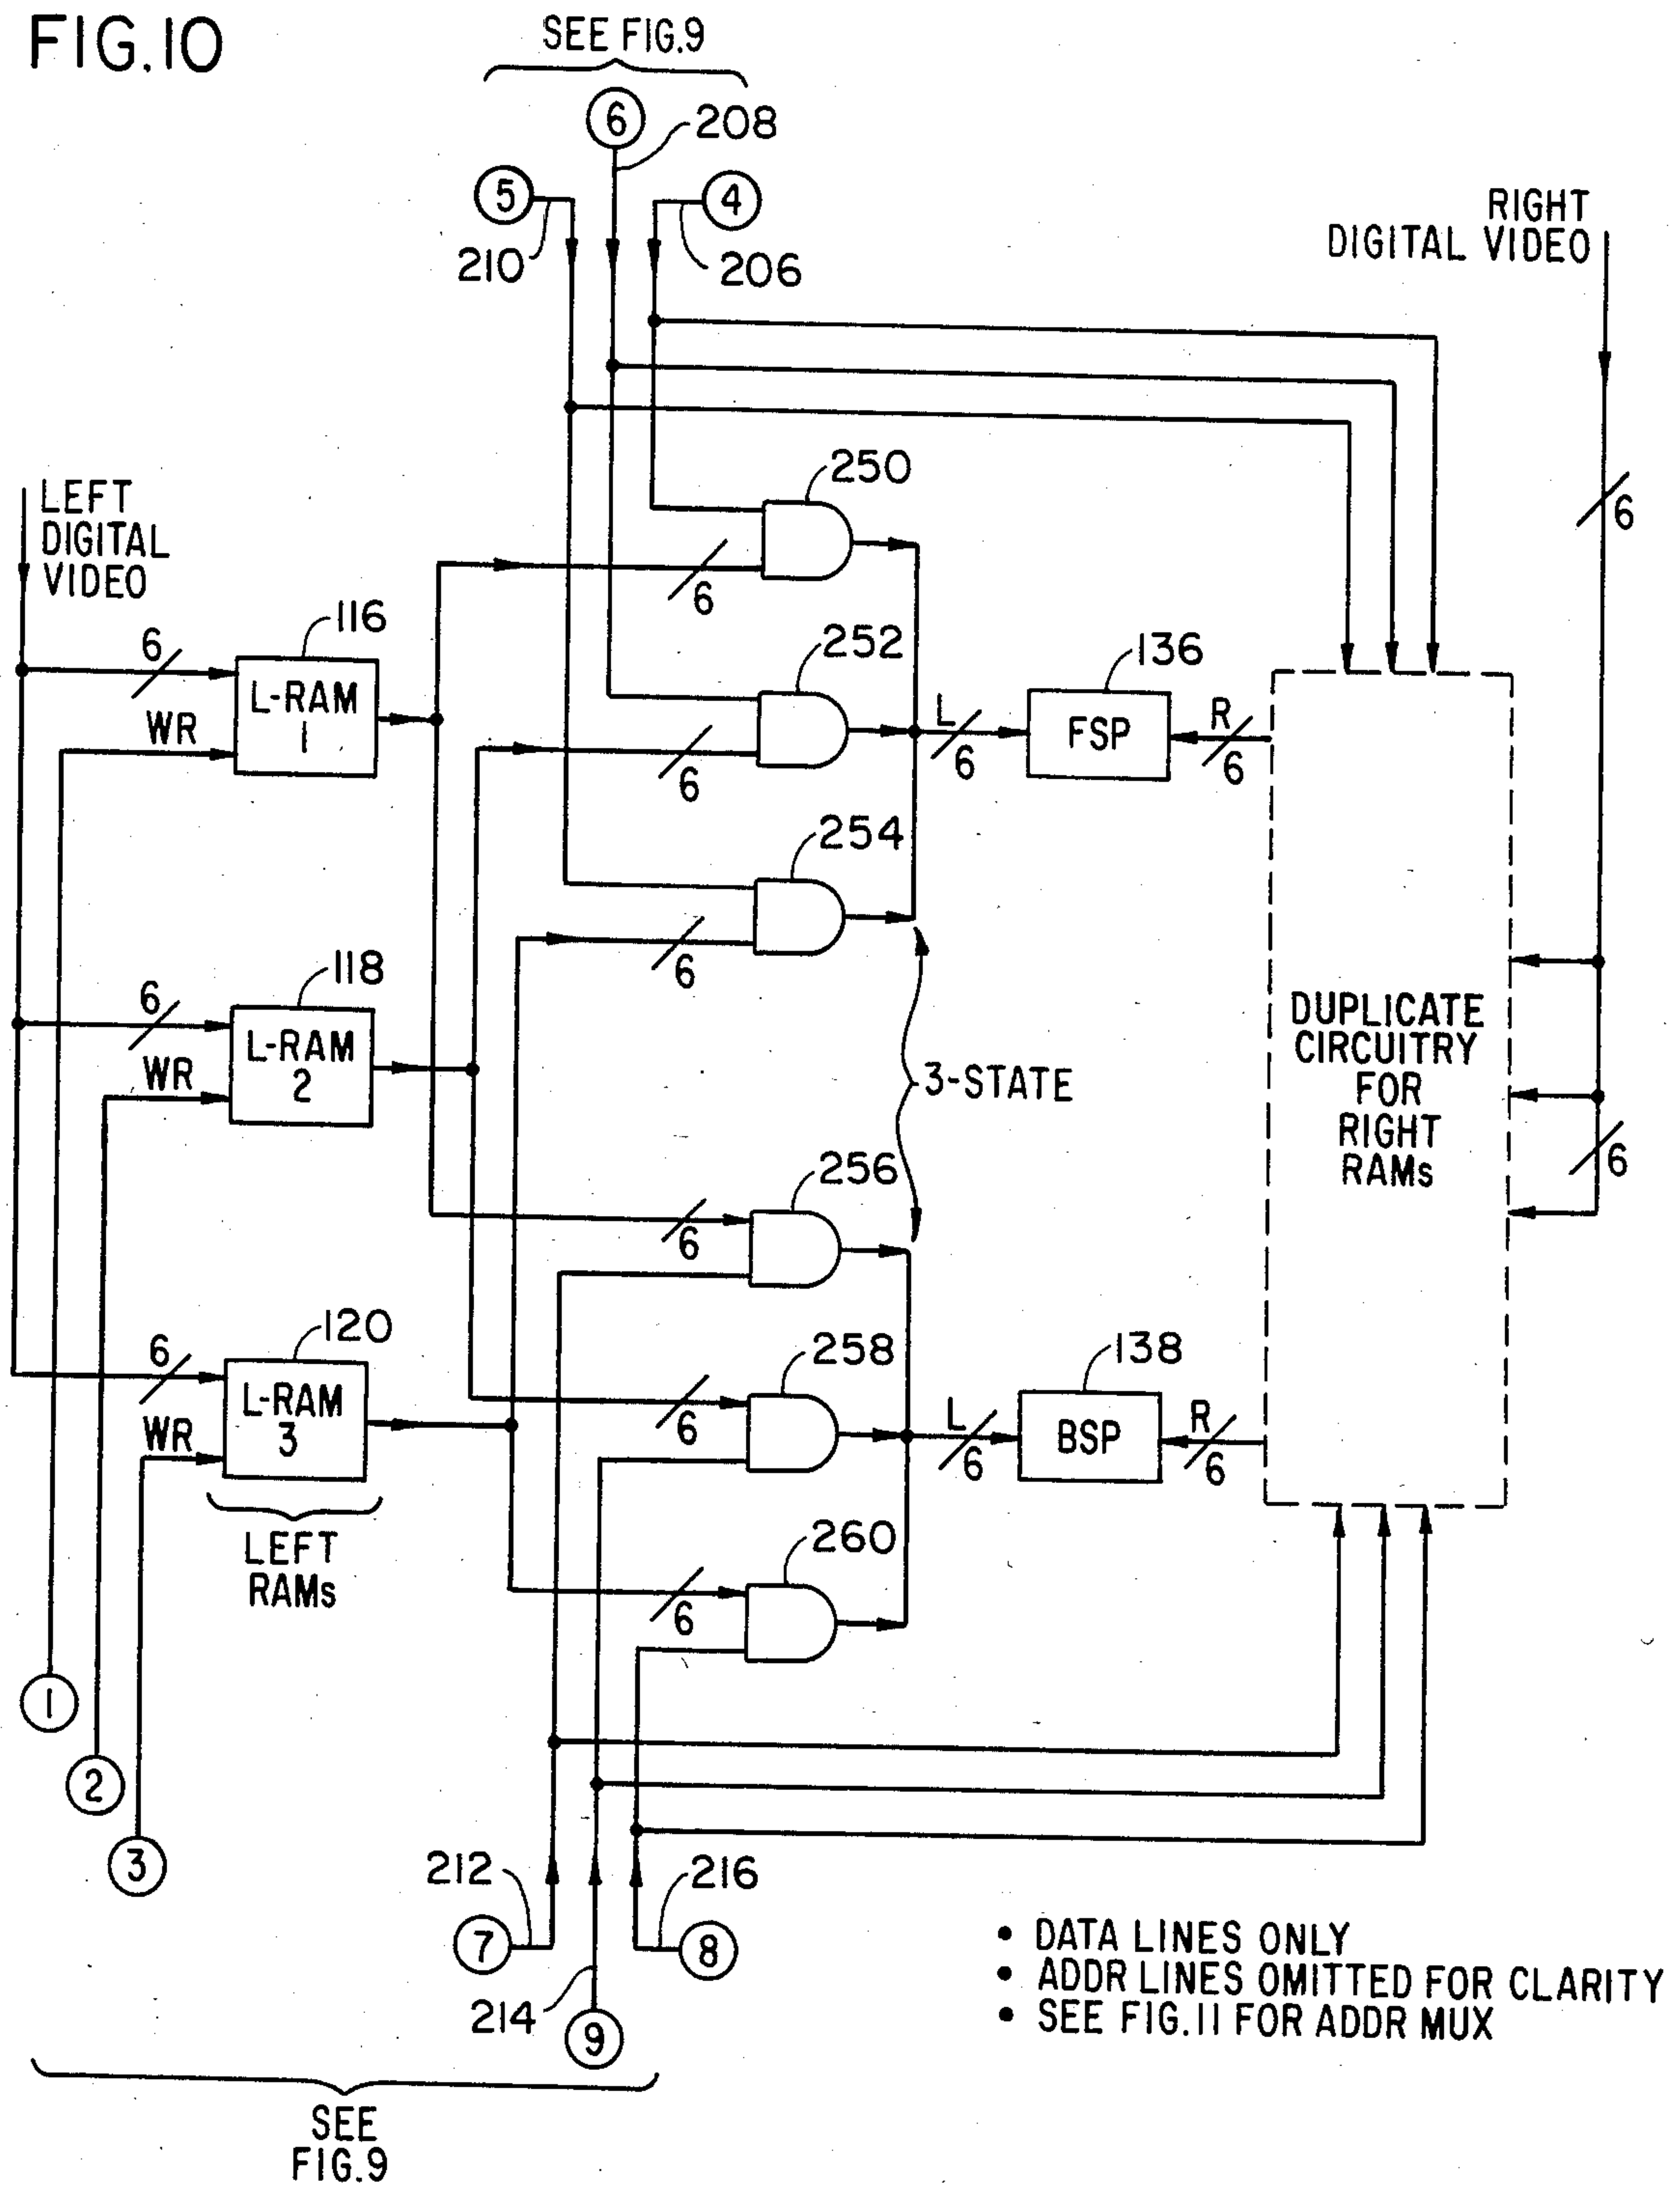 FIG.10
SEE FIG.9
6
208
5
4
210
206
RIGHT
DIGITAL VIDEO
6
LEFT
DIGITAL
VIDEO
250
6
6
116
L-RAM
1
WR
252
6
254
6
L
6
136
FSP
R
6
6
118
L-RAM
2
WR
3-STATE
DUPLICATE
CIRCUITRY
FOR
RIGHT
RAMs
6
256
6
6
120
L-RAM
3
WR
258
6
L
6
138
BSP
R
6
LEFT
RAMs
260
6
1
2
3
212
216
7
8
214
9
• DATA LINES ONLY
• ADDR LINES OMITTED FOR CLARITY
• SEE FIG.11 FOR ADDR MUX
SEE
FIG.9